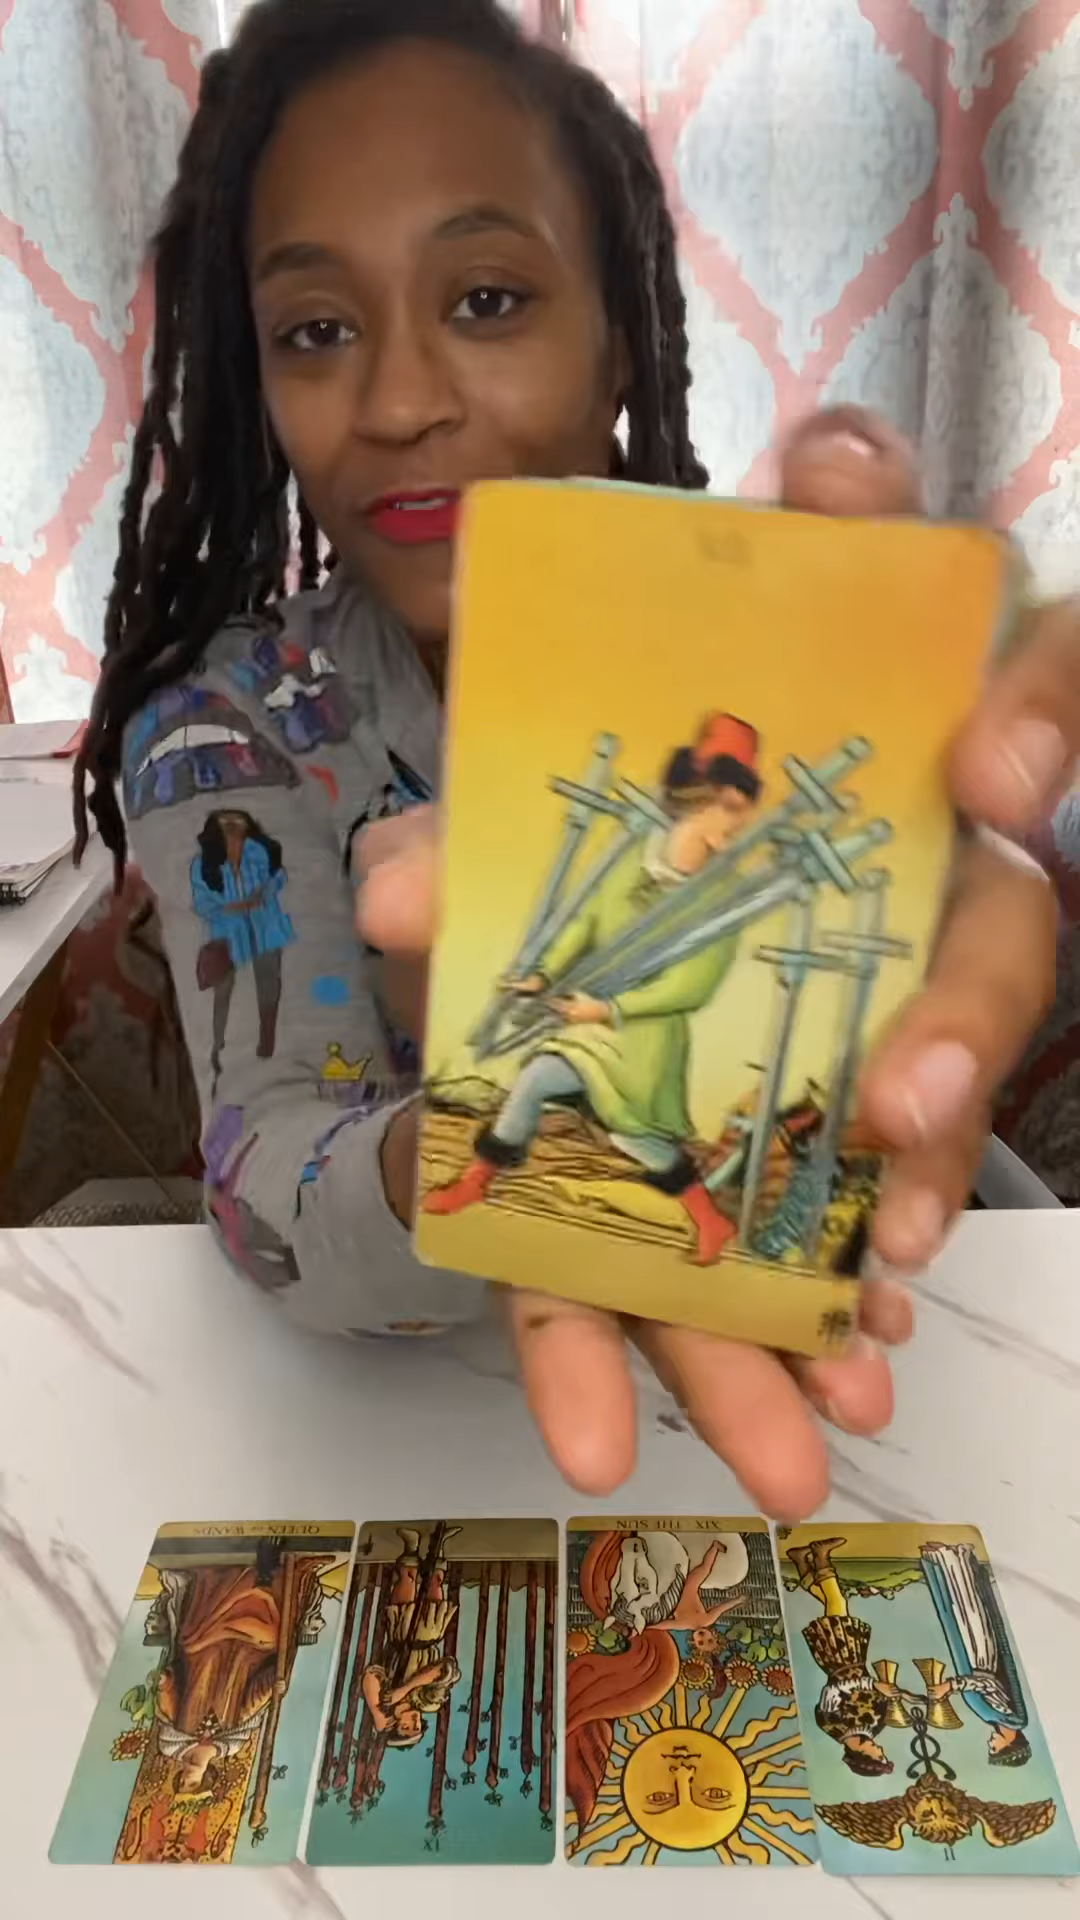 QUEEN of WANDS
XIX THE SUN
IX
II